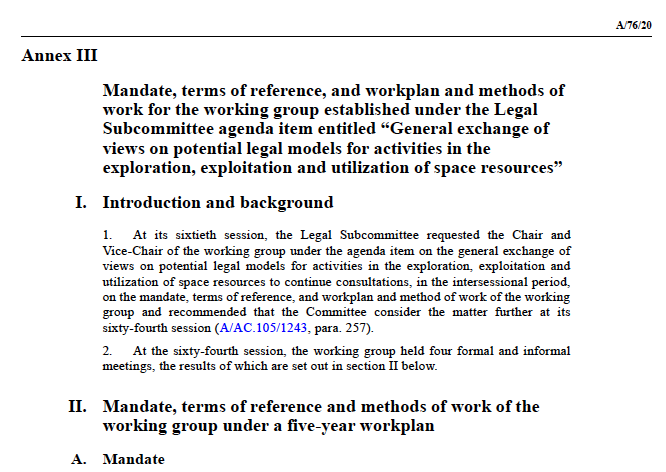 A/76/20
Annex III
Mandate, terms of reference, and workplan and methods of
work for the working group established under the Legal
Subcommittee agenda item entitled “General exchange of
views on potential legal models for activities in the
exploration, exploitation and utilization of space resources”
I. Introduction and background
1. At its sixtieth session, the Legal Subcommittee requested the Chair and
Vice-Chair of the working group under the agenda item on the general exchange of
views on potential legal models for activities in the exploration, exploitation and
utilization of space resources to continue consultations, in the intersessional period,
on the mandate, terms of reference, and workplan and method of work of the working
group and recommended that the Committee consider the matter further at its
sixty-fourth session (A/AC.105/1243, para. 257).
2. At the sixty-fourth session, the working group held four formal and informal
meetings, the results of which are set out in section II below.
II. Mandate, terms of reference and methods of work of the
working group under a five-year workplan
A. Mandate